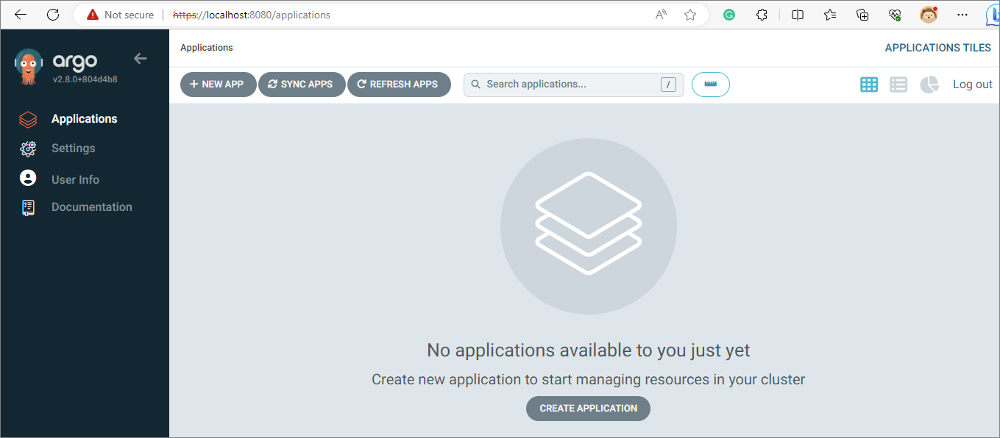 Not secure https://localhost:8080/applications
argo
v2.8.0+804d4b8
Applications
Settings
User Info
Documentation
Applications
APPLICATIONS TILES
NEW APP SYNC APPS REFRESH APPS Search applications... / Log out
No applications available to you just yet
Create new application to start managing resources in your cluster
CREATE APPLICATION